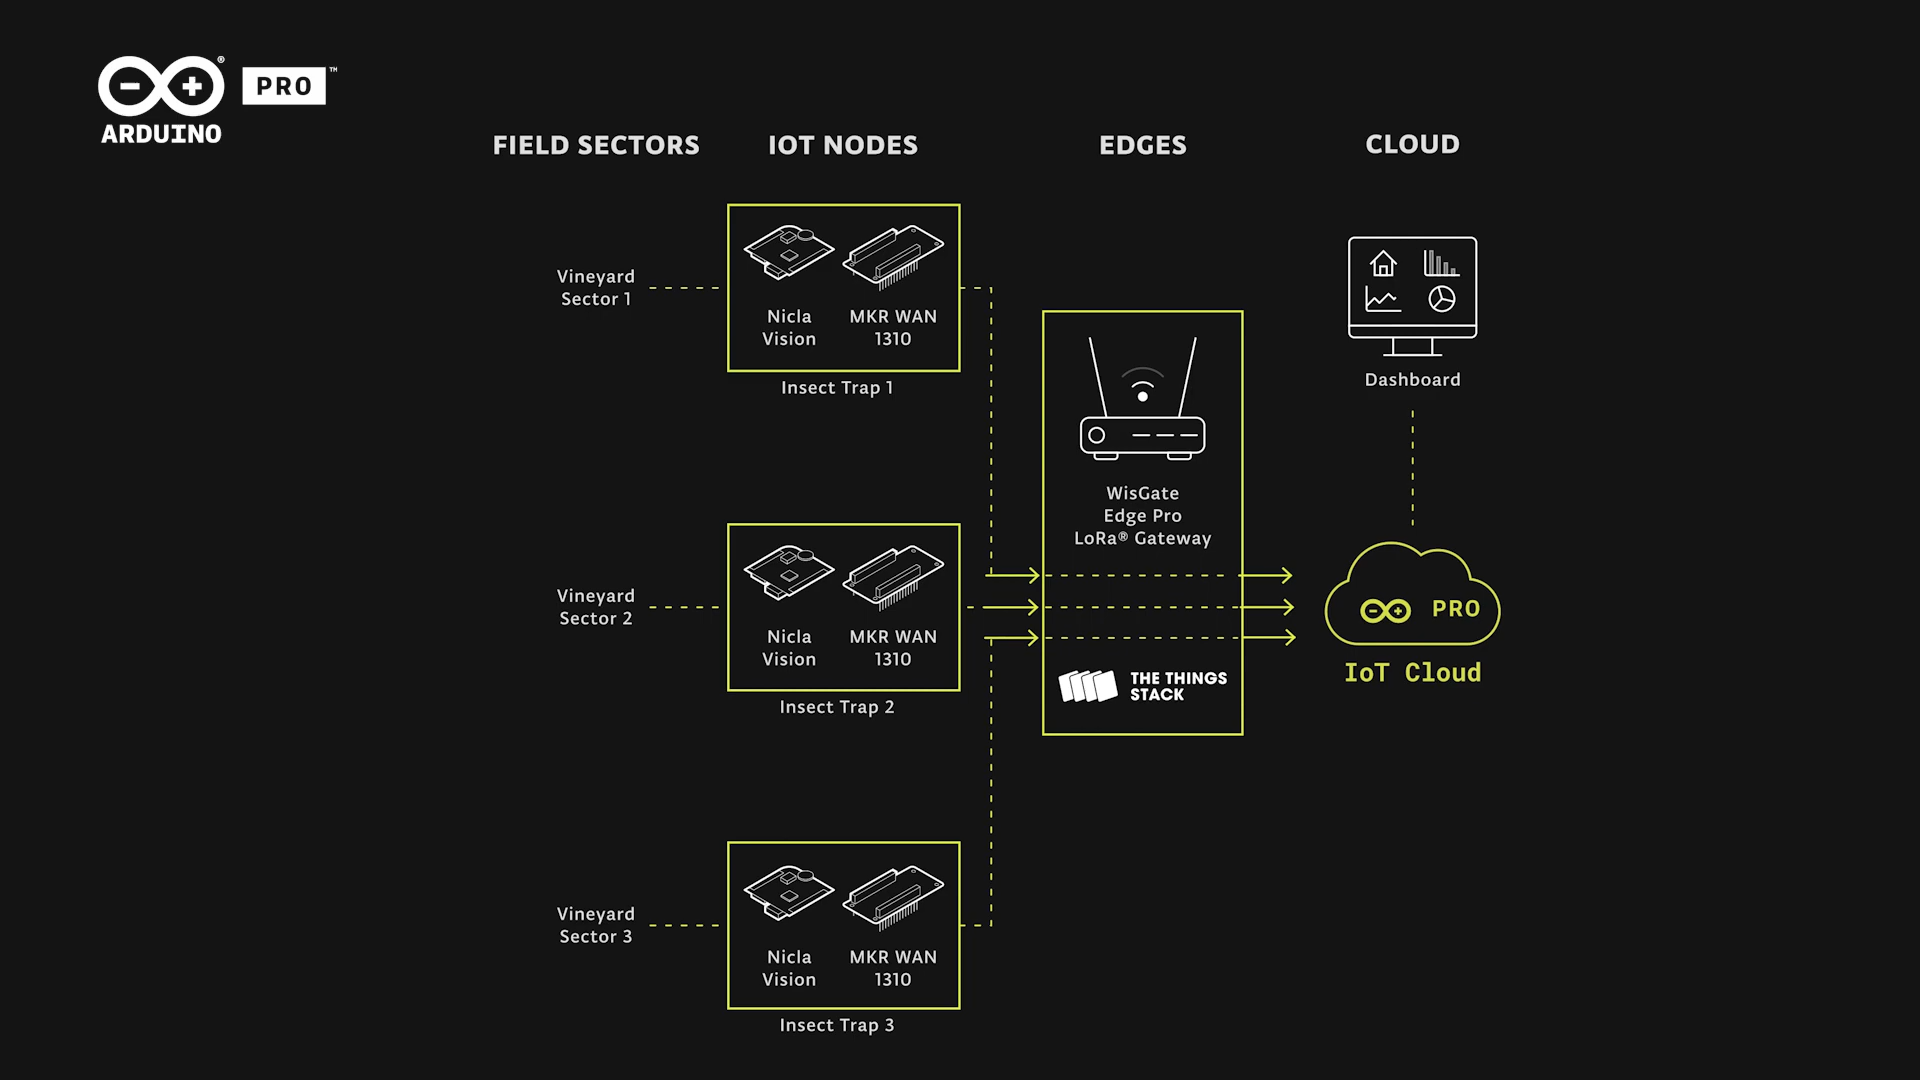 ARDUINO
®
PRO
™
FIELD SECTORS
IOT NODES
EDGES
CLOUD
Vineyard
Sector 1
Nicla
Vision
MKR WAN
1310
Insect Trap 1
Vineyard
Sector 2
Nicla
Vision
MKR WAN
1310
Insect Trap 2
Vineyard
Sector 3
Nicla
Vision
MKR WAN
1310
Insect Trap 3
WisGate
Edge Pro
LoRa® Gateway
THE THINGS
STACK
Dashboard
PRO
IoT Cloud